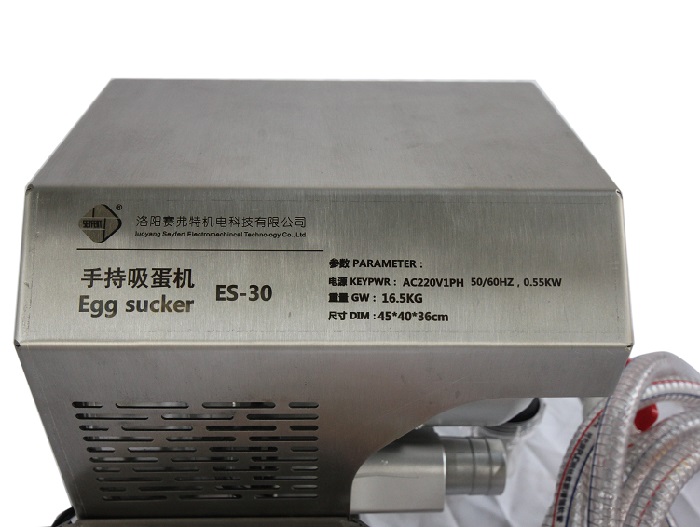 SEIFERT ®
洛阳赛弗特机电科技有限公司
Luoyang Seifert Electromechincal Technology Co.,Ltd
手持吸蛋机
Egg sucker ES-30
参数 PARAMETER：
电源 KEYPWR： AC220V1PH 50/60HZ，0.55KW
重量 GW：16.5KG
尺寸 DIM：45*40*36cm